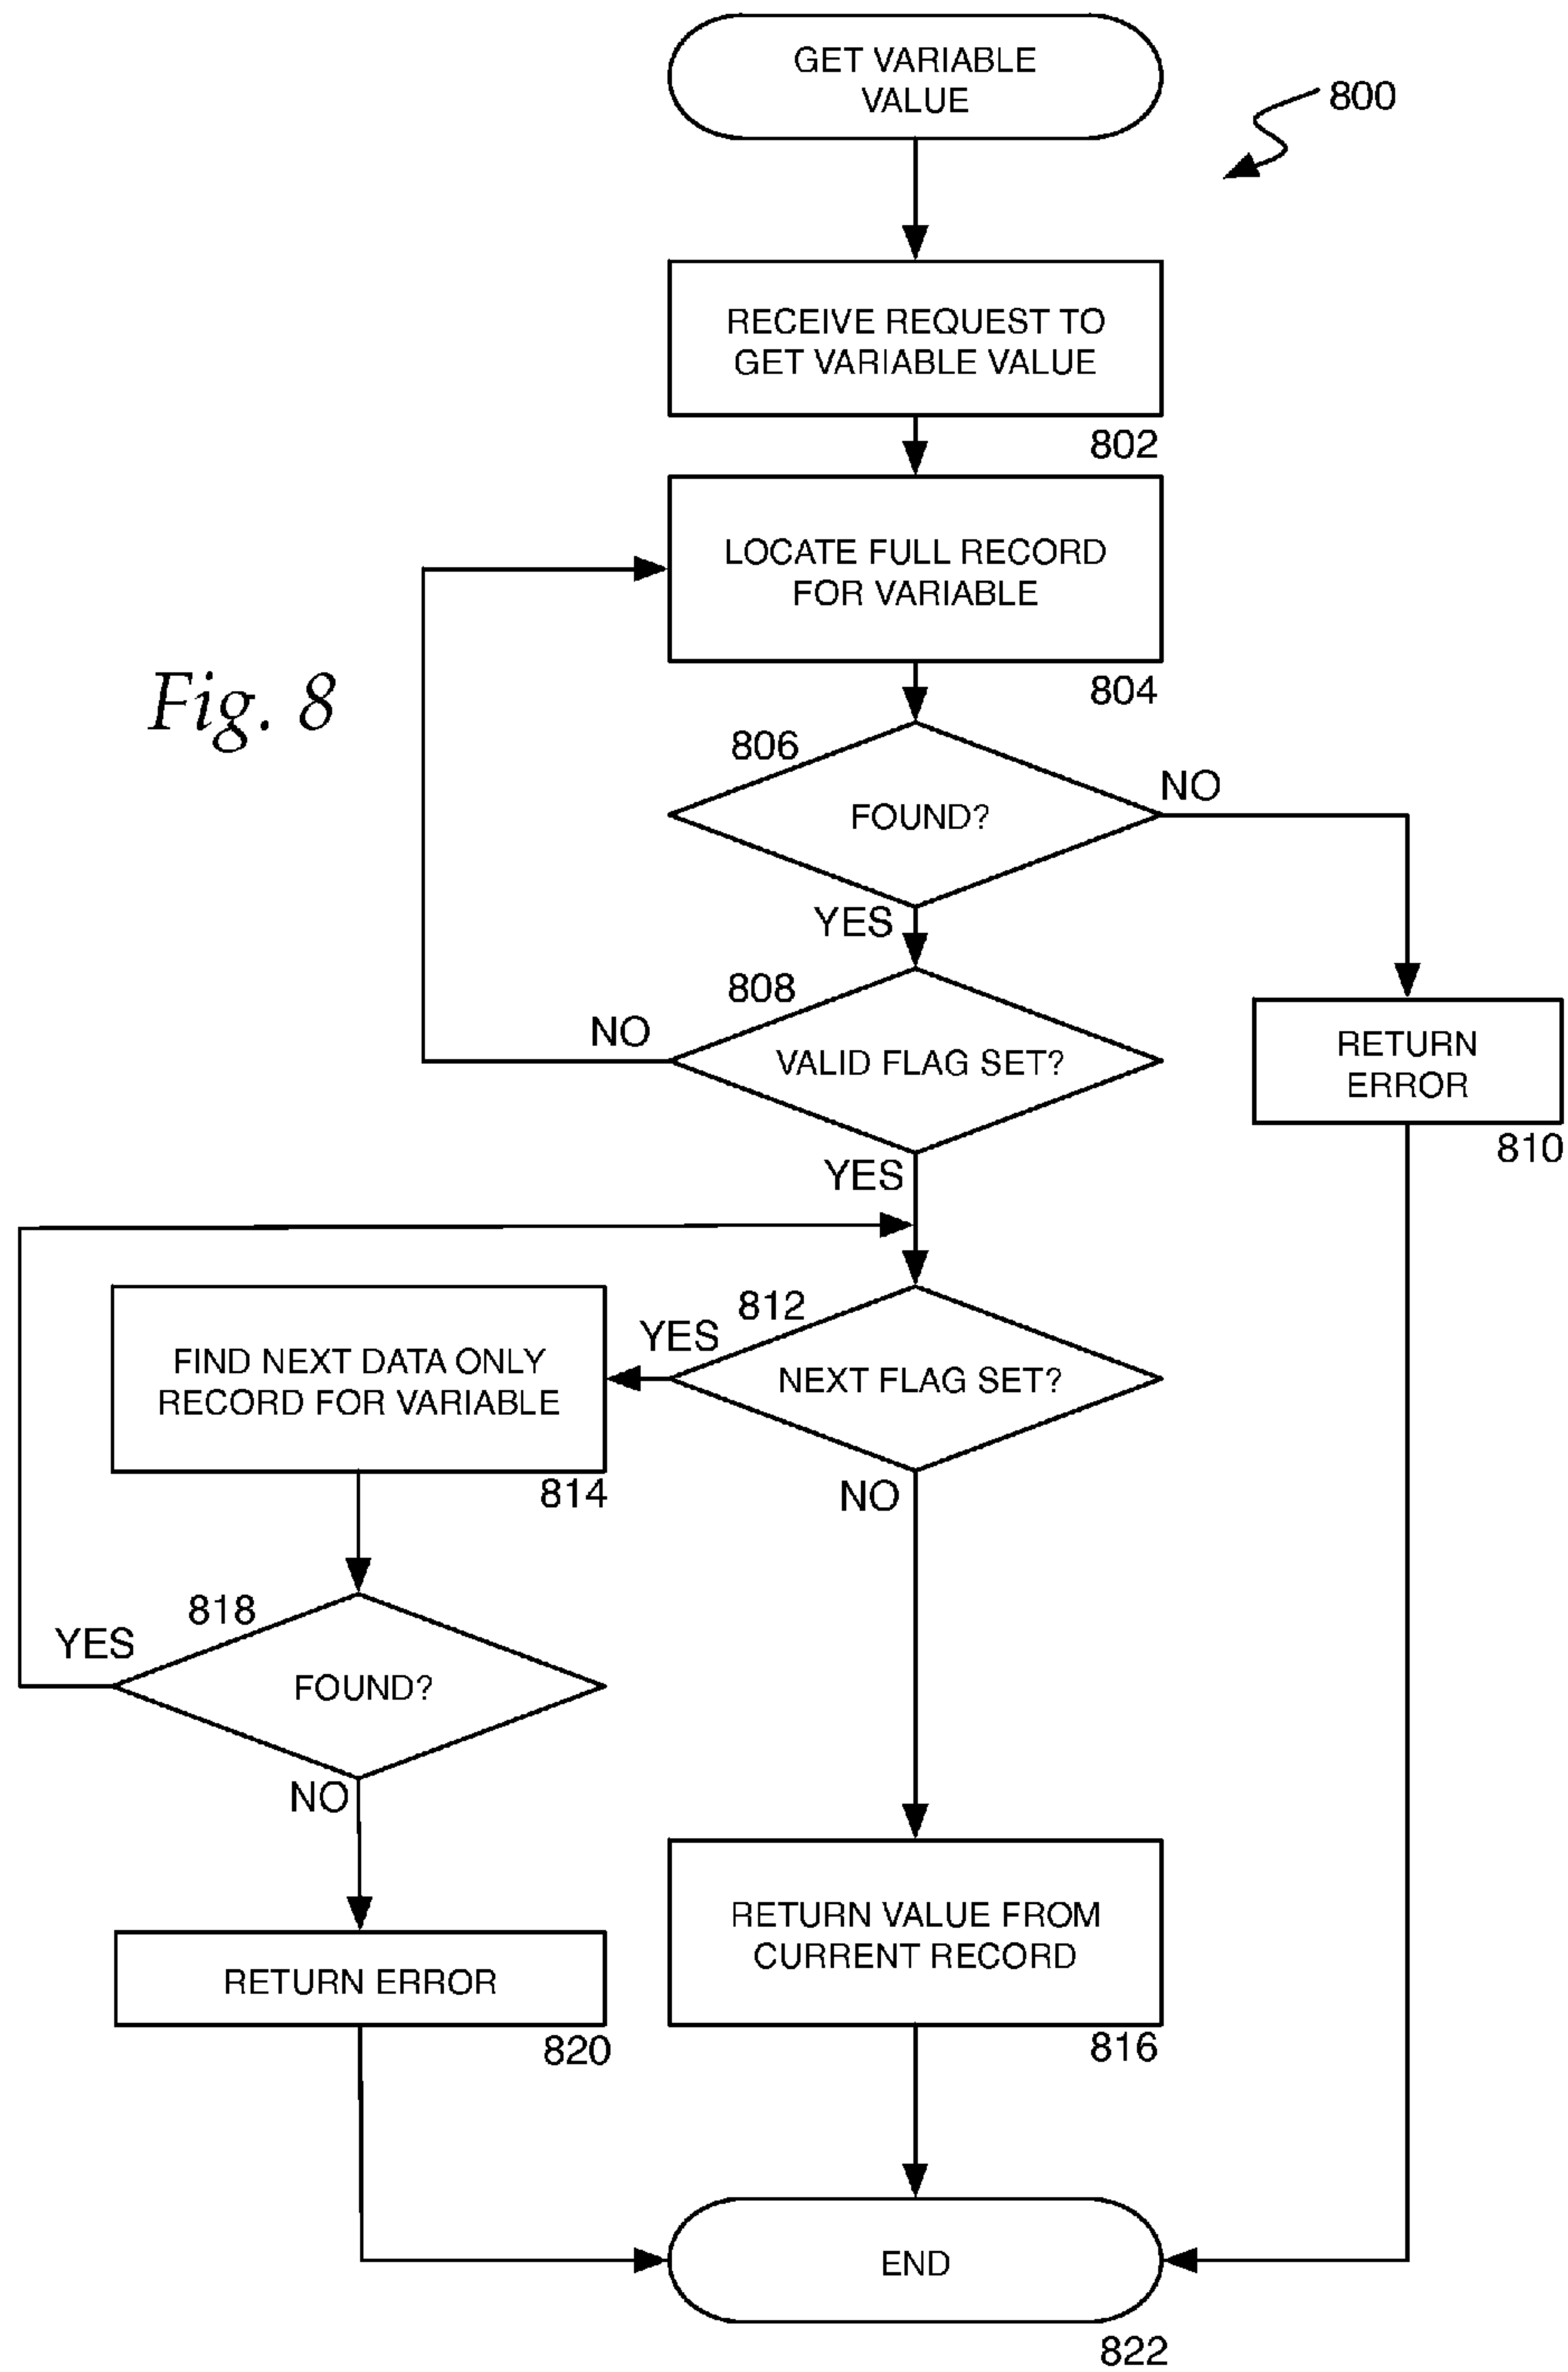 GET VARIABLE
VALUE
800
RECEIVE REQUEST TO
GET VARIABLE VALUE
802
LOCATE FULL RECORD
FOR VARIABLE
804
Fig. 8
806
FOUND?
NO
YES
808
VALID FLAG SET?
NO
RETURN
ERROR
810
YES
812
NEXT FLAG SET?
YES
FIND NEXT DATA ONLY
RECORD FOR VARIABLE
814
NO
818
YES
FOUND?
NO
RETURN VALUE FROM
CURRENT RECORD
816
RETURN ERROR
820
END
822